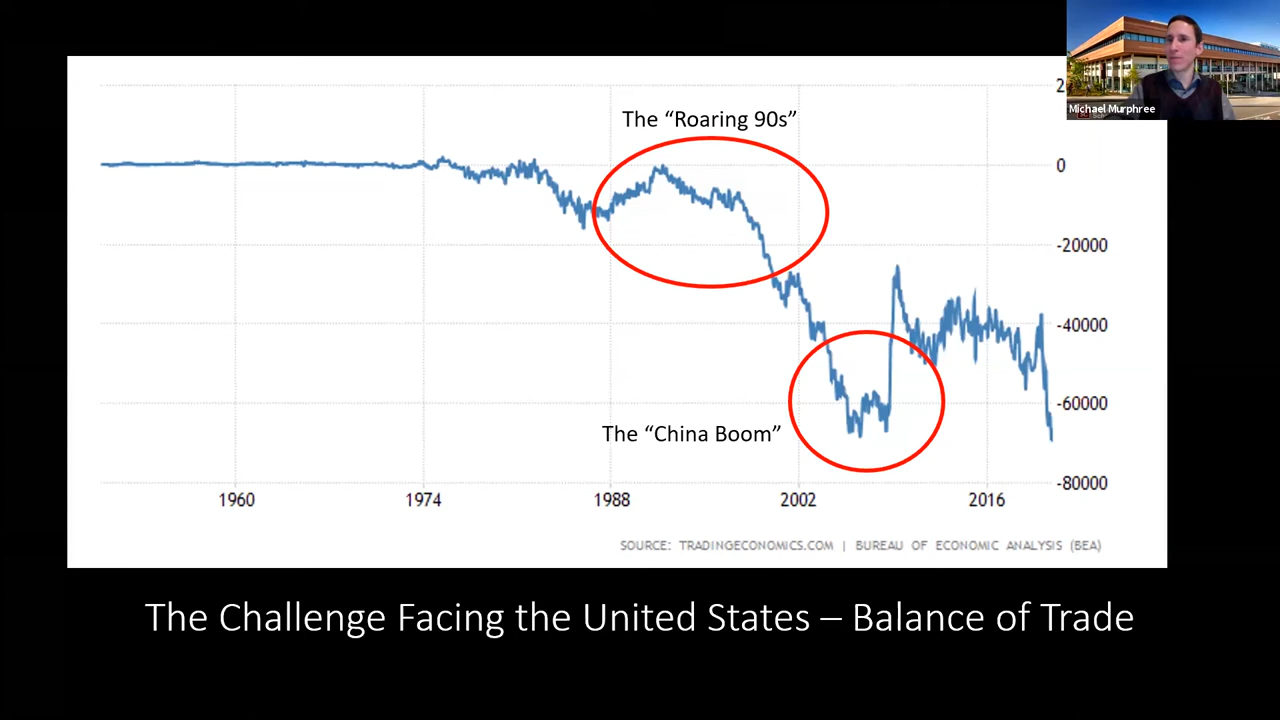 Michael Murphree
The “Roaring 90s”
2
0
-20000
-40000
-60000
The “China Boom”
-80000
1960 1974 1988 2002 2016
SOURCE: TRADINGECONOMICS.COM | BUREAU OF ECONOMIC ANALYSIS (BEA)
The Challenge Facing the United States – Balance of Trade